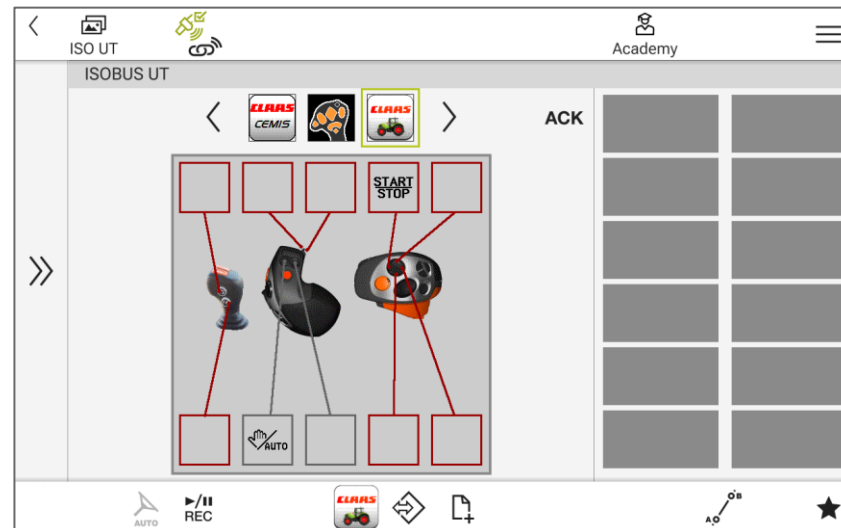 ISO UT
Academy
ISOBUS UT
CLAAS
CEMIS
CLAAS
ACK
START
STOP
AUTO
AUTO
REC
CLAAS
A
B